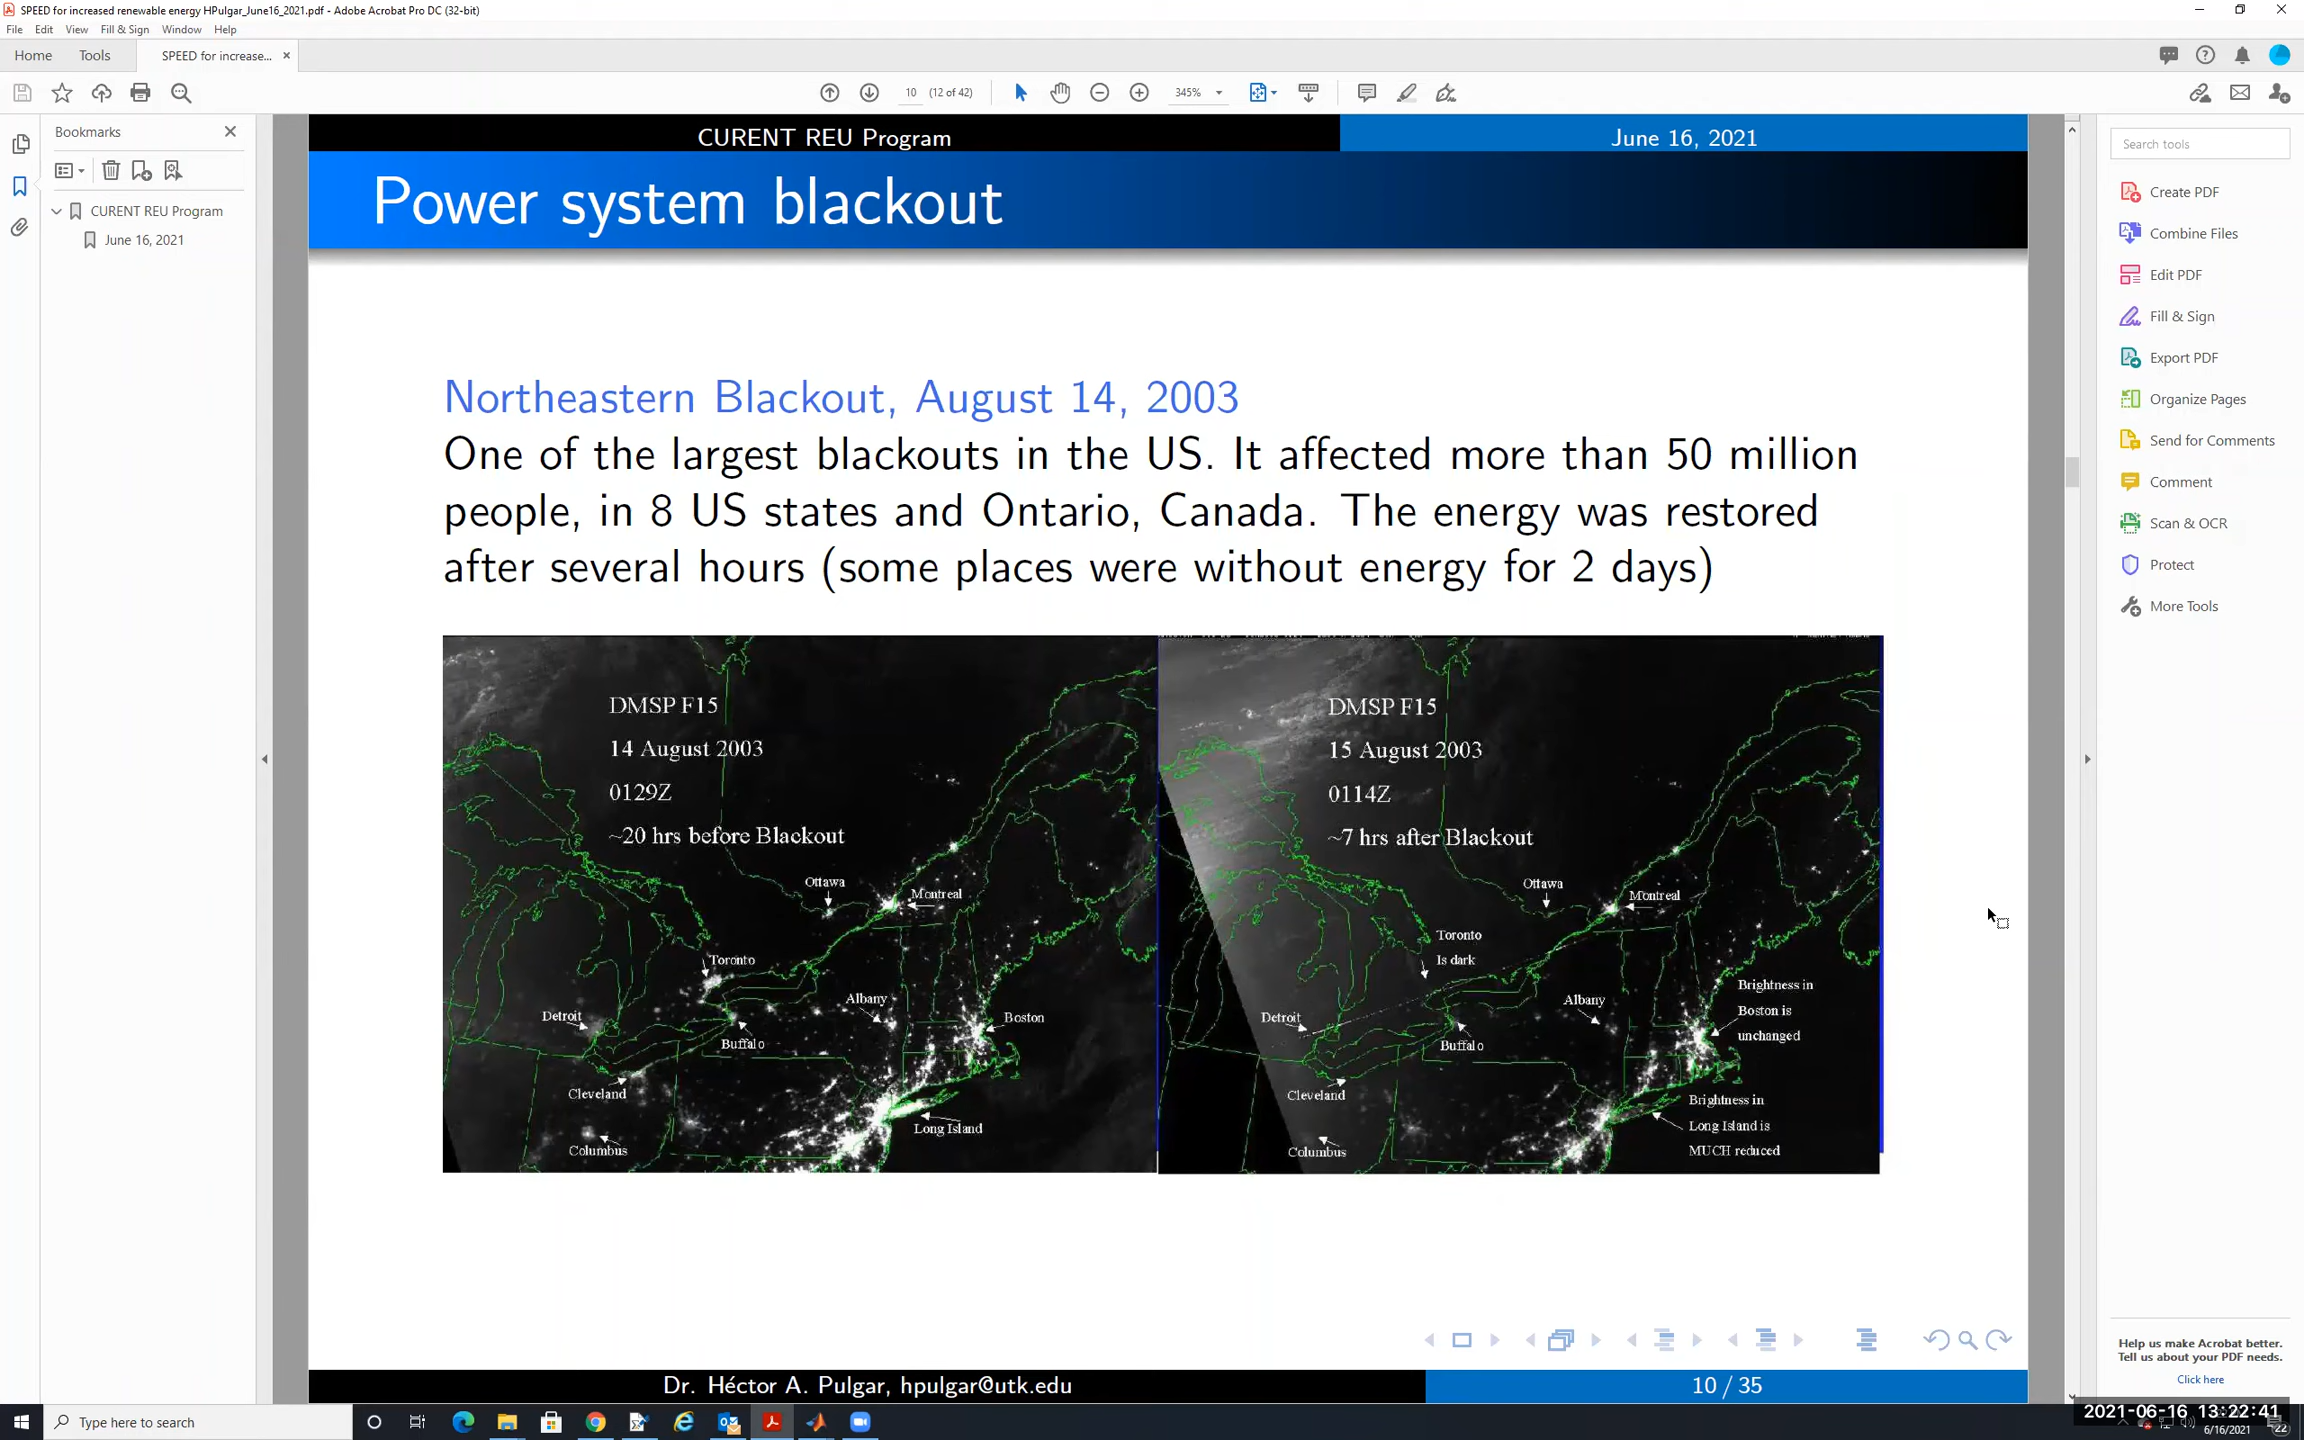 SPEED for increased renewable energy HPulgar_June16_2021.pdf - Adobe Acrobat Pro DC (32-bit)
File Edit View Fill & Sign Window Help
Home Tools SPEED for increase...
10 (12 of 42) 345%
Bookmarks
CURENT REU Program
June 16, 2021
CURENT REU Program June 16, 2021
Power system blackout
Northeastern Blackout, August 14, 2003
One of the largest blackouts in the US. It affected more than 50 million
people, in 8 US states and Ontario, Canada. The energy was restored
after several hours (some places were without energy for 2 days)
DMSP F15
14 August 2003
0129Z
~20 hrs before Blackout
Ottawa
Montreal
Toronto
Albany
Detroit
Boston
Buffalo
Cleveland
Long Island
Columbus
DMSP F15
15 August 2003
0114Z
~7 hrs after Blackout
Ottawa
Montreal
Toronto
Is dark
Brightness in
Boston is
unchanged
Albany
Detroit
Buffalo
Cleveland
Brightness in
Long Island is
MUCH reduced
Columbus
Dr. Héctor A. Pulgar, hpulgar@utk.edu 10 / 35
Search tools
Create PDF
Combine Files
Edit PDF
Fill & Sign
Export PDF
Organize Pages
Send for Comments
Comment
Scan & OCR
Protect
More Tools
Help us make Acrobat better.
Tell us about your PDF needs.
Click here
Type here to search
2021-06-16 13:22:41
6/16/2021
22